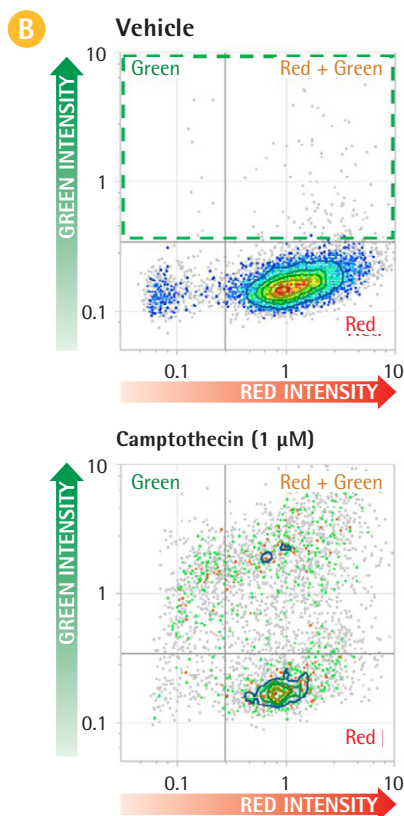 B
Vehicle
10
Green Red + Green
GREEN INTENSITY
1
0.1
Red
0.1 1 10
RED INTENSITY
Camptothecin (1 µM)
10
Green Red + Green
GREEN INTENSITY
1
0.1
Red
0.1 1 10
RED INTENSITY